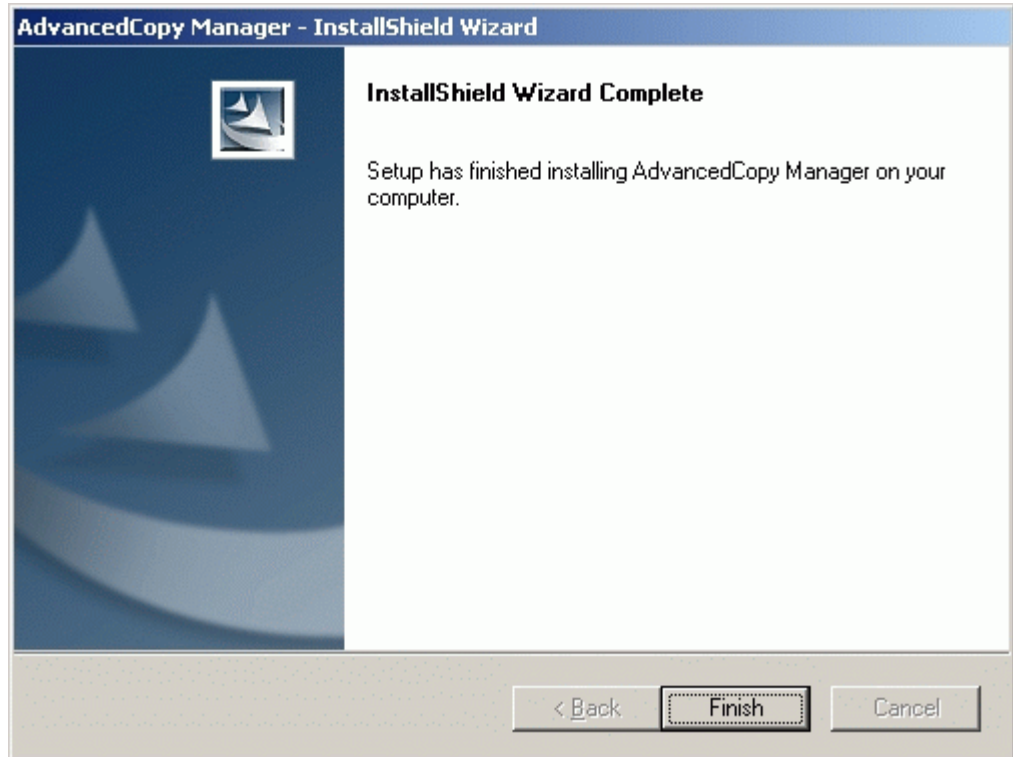 AdvancedCopy Manager - InstallShield Wizard
InstallShield Wizard Complete
Setup has finished installing AdvancedCopy Manager on your
computer.
< Back
Finish
Cancel